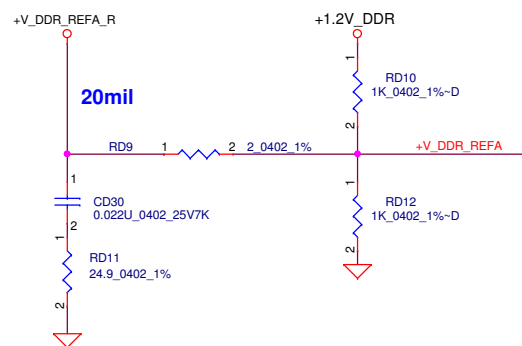 +V_DDR_REFA_R
+1.2V_DDR
1
RD10
1K_0402_1%~D
2
20mil
RD9
1
2
2_0402_1%
+V_DDR_REFA
1
CD30
0.022U_0402_25V7K
2
1
RD12
1K_0402_1%~D
2
1
RD11
24.9_0402_1%
2